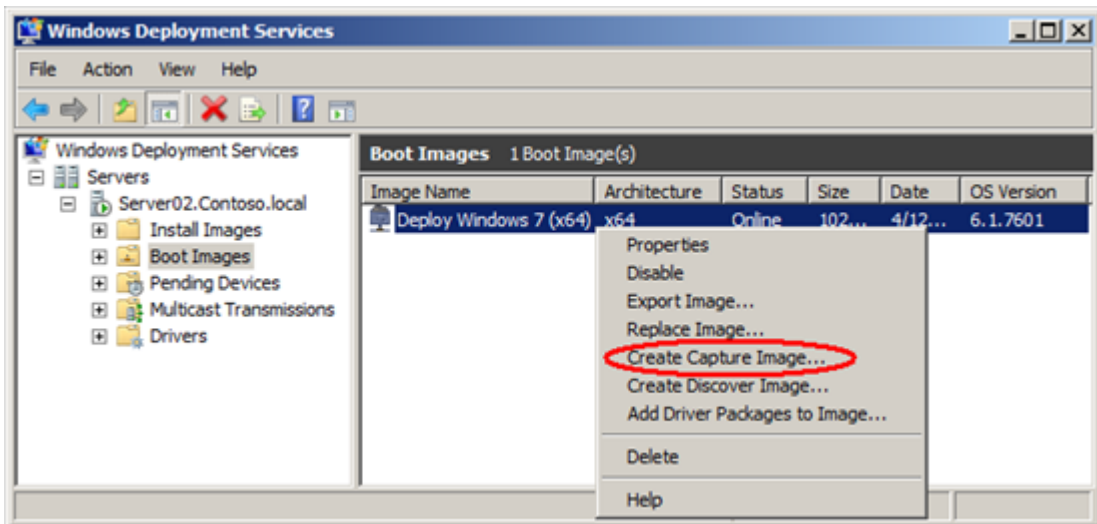 Windows Deployment Services
File Action View Help
Windows Deployment Services
Servers
Server02.Contoso.local
Install Images
Boot Images
Pending Devices
Multicast Transmissions
Drivers
Boot Images 1 Boot Image(s)
Image Name Architecture Status Size Date OS Version
Deploy Windows 7 (x64) x64 Online 102... 4/12... 6.1.7601
Properties
Disable
Export Image...
Replace Image...
Create Capture Image...
Create Discover Image...
Add Driver Packages to Image...
Delete
Help